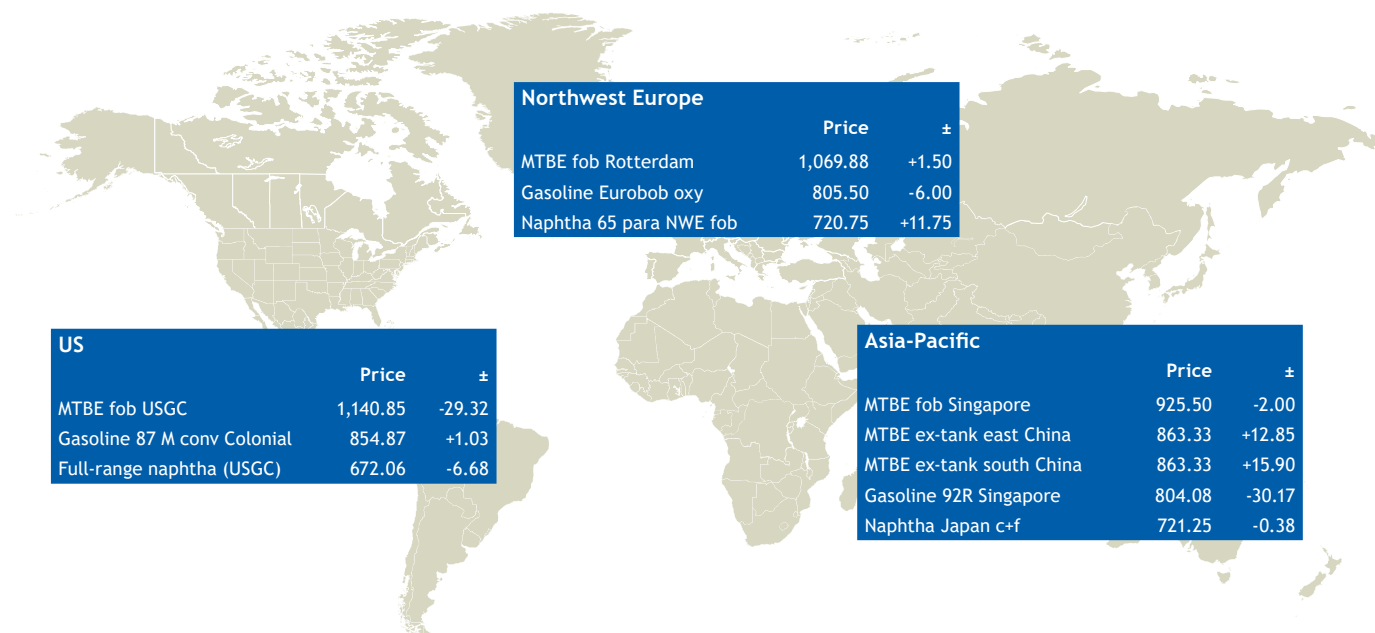 Northwest Europe
Price ±
MTBE fob Rotterdam 1,069.88 +1.50
Gasoline Eurobob oxy 805.50 -6.00
Naphtha 65 para NWE fob 720.75 +11.75
US
Price ±
MTBE fob USGC 1,140.85 -29.32
Gasoline 87 M conv Colonial 854.87 +1.03
Full-range naphtha (USGC) 672.06 -6.68
Asia-Pacific
Price ±
MTBE fob Singapore 925.50 -2.00
MTBE ex-tank east China 863.33 +12.85
MTBE ex-tank south China 863.33 +15.90
Gasoline 92R Singapore 804.08 -30.17
Naphtha Japan c+f 721.25 -0.38